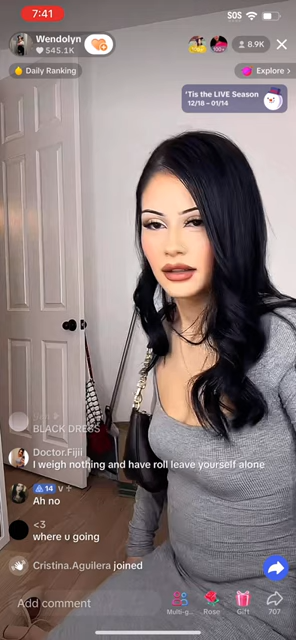 7:41
SOS
Wendolyn
545.1K
100+
8.9K
Daily Ranking
Explore >
'Tis the LIVE Season
12/18 – 01/14
BLACK DRESS
Doctor.Fijii
I weigh nothing and have roll leave yourself alone
14 V
Ah no
<3
where u going
Cristina.Aguilera joined
Add comment
Multi-g...
Rose
Gift
707